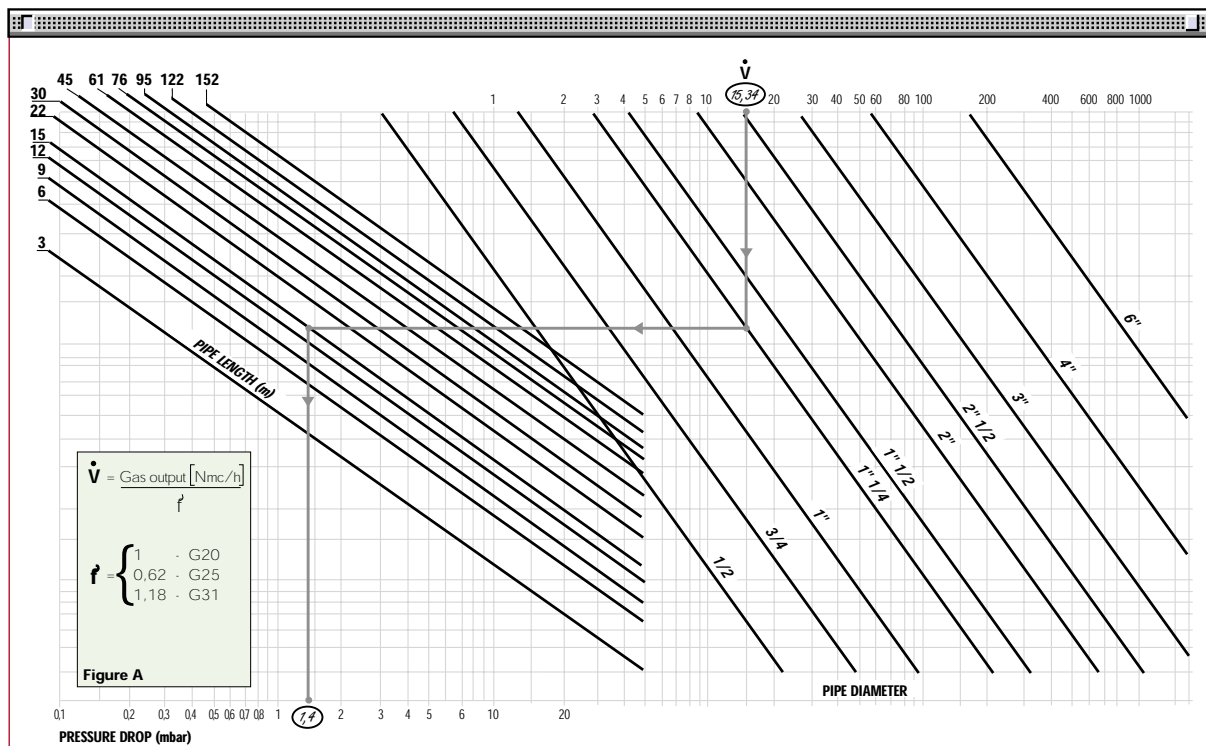 45 61 76 95 122 152
30
22
15
12
9
6
3
V
15,34
1 2 3 4 5 6 7 8 10 20 30 40 50 60 80 100 200 400 600 800 1000
PIPE LENGTH (m)
6"
4"
3"
2" 1/2
2"
1" 1/2
1" 1/4
1"
3/4
1/2
V = Gas output [Nmc/h]
f
f = { 1 - G20
0,62 - G25
1,18 - G31
Figure A
PIPE DIAMETER
0,1 0,2 0,3 0,4 0,5 0,6 0,7 0,8 1 1,4 2 3 4 5 6 10 20
PRESSURE DROP (mbar)